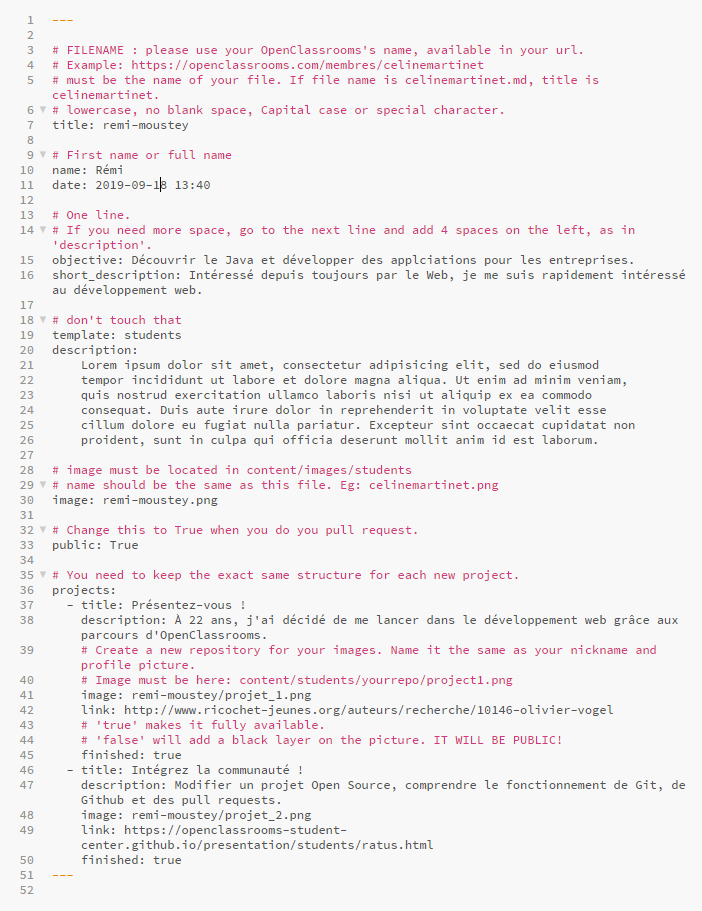 1 ---
2
3 # FILENAME : please use your OpenClassrooms's name, available in your url.
4 # Example: https://openclassrooms.com/membres/celinemartinet
5 # must be the name of your file. If file name is celinemartinet.md, title is
celinemartinet.
6 # lowercase, no blank space, Capital case or special character.
7 title: remi-moustey
8
9 # First name or full name
10 name: Rémi
11 date: 2019-09-18 13:40
12
13 # One line.
14 # If you need more space, go to the next line and add 4 spaces on the left, as in
'description'.
15 objective: Découvrir le Java et développer des applciations pour les entreprises.
16 short_description: Intéressé depuis toujours par le Web, je me suis rapidement intéressé
au développement web.
17
18 # don't touch that
19 template: students
20 description:
21     Lorem ipsum dolor sit amet, consectetur adipisicing elit, sed do eiusmod
22     tempor incididunt ut labore et dolore magna aliqua. Ut enim ad minim veniam,
23     quis nostrud exercitation ullamco laboris nisi ut aliquip ex ea commodo
24     consequat. Duis aute irure dolor in reprehenderit in voluptate velit esse
25     cillum dolore eu fugiat nulla pariatur. Excepteur sint occaecat cupidatat non
26     proident, sunt in culpa qui officia deserunt mollit anim id est laborum.
27
28 # image must be located in content/images/students
29 # name should be the same as this file. Eg: celinemartinet.png
30 image: remi-moustey.png
31
32 # Change this to True when you do you pull request.
33 public: True
34
35 # You need to keep the exact same structure for each new project.
36 projects:
37   - title: Présentez-vous !
38     description: À 22 ans, j'ai décidé de me lancer dans le développement web grâce aux
parcours d'OpenClassrooms.
39     # Create a new repository for your images. Name it the same as your nickname and
profile picture.
40     # Image must be here: content/students/yourrepo/project1.png
41     image: remi-moustey/projet_1.png
42     link: http://www.ricochet-jeunes.org/auteurs/recherche/10146-olivier-vogel
43     # 'true' makes it fully available.
44     # 'false' will add a black layer on the picture. IT WILL BE PUBLIC!
45     finished: true
46   - title: Intégrez la communauté !
47     description: Modifier un projet Open Source, comprendre le fonctionnement de Git, de
Github et des pull requests.
48     image: remi-moustey/projet_2.png
49     link: https://openclassrooms-student-
center.github.io/presentation/students/ratus.html
50     finished: true
51 ---
52